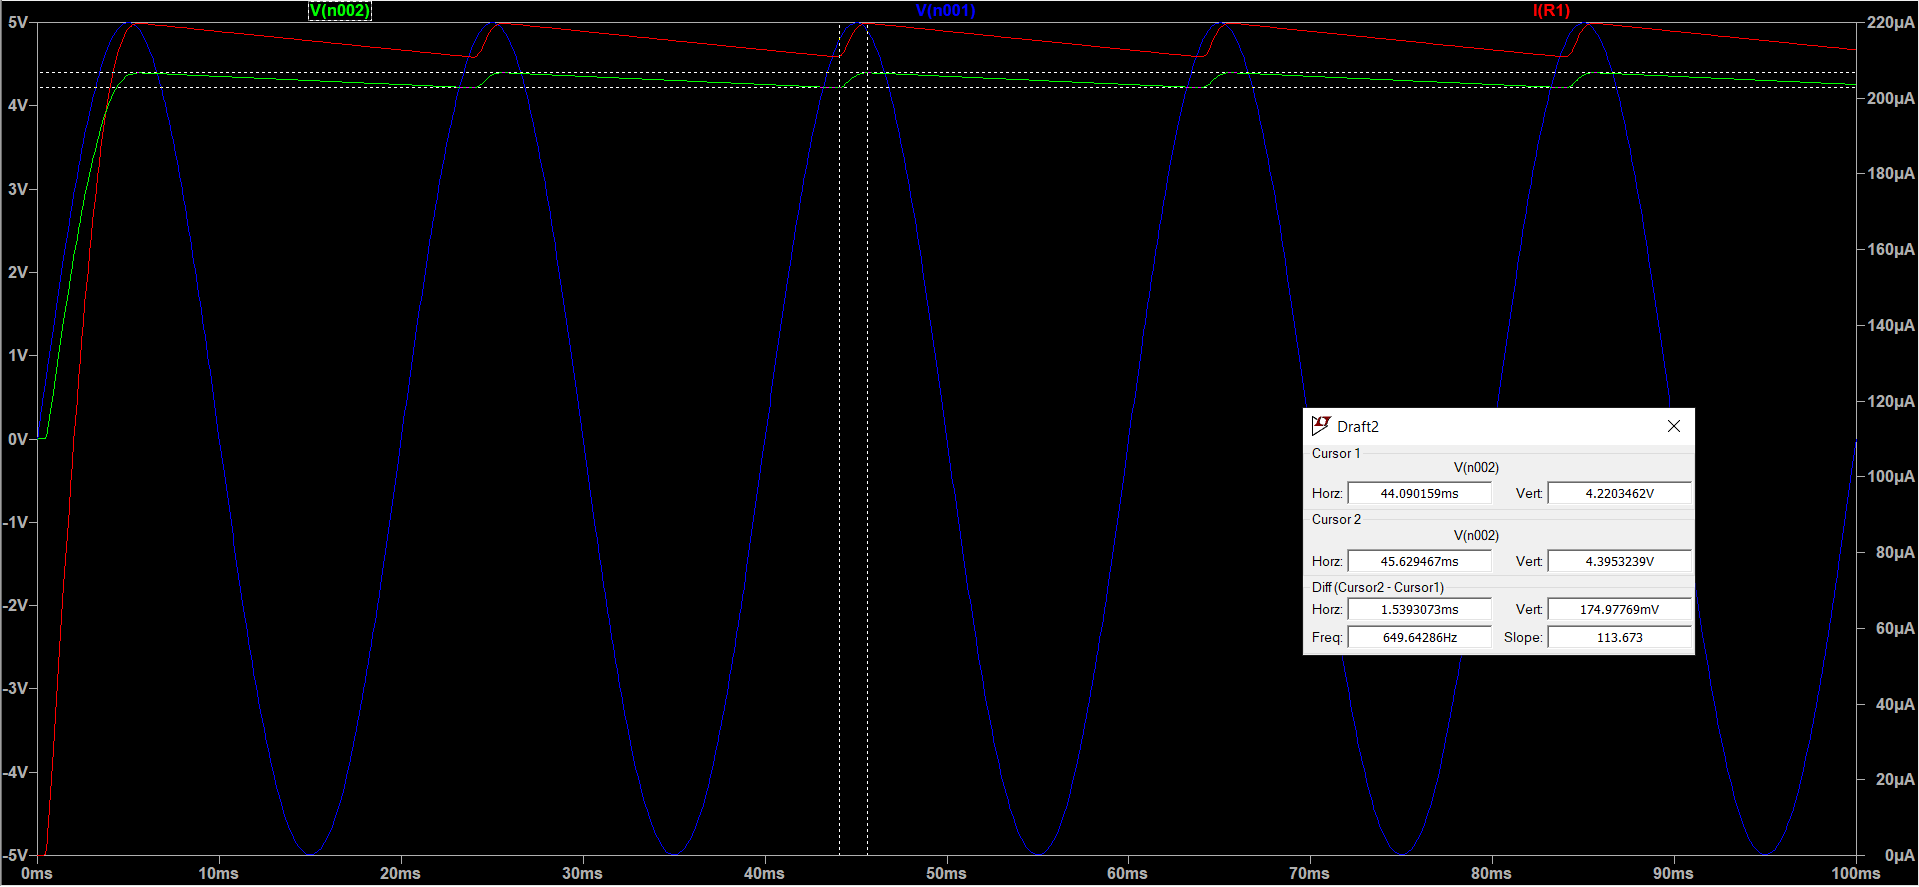 V(n002) V(n001) I(R1)
5V 220µA
4V 200µA
3V 180µA
2V 160µA
1V 140µA
0V 120µA
-1V 100µA
-2V 80µA
-3V 60µA
-4V 40µA
20µA
-5V 0µA
0ms 10ms 20ms 30ms 40ms 50ms 60ms 70ms 80ms 90ms 100ms
Draft2
Cursor 1
V(n002)
Horz: 44.090159ms Vert: 4.2203462V
Cursor 2
V(n002)
Horz: 45.629467ms Vert: 4.3953239V
Diff (Cursor2 - Cursor1)
Horz: 1.5393073ms Vert: 174.97769mV
Freq: 649.64286Hz Slope: 113.673